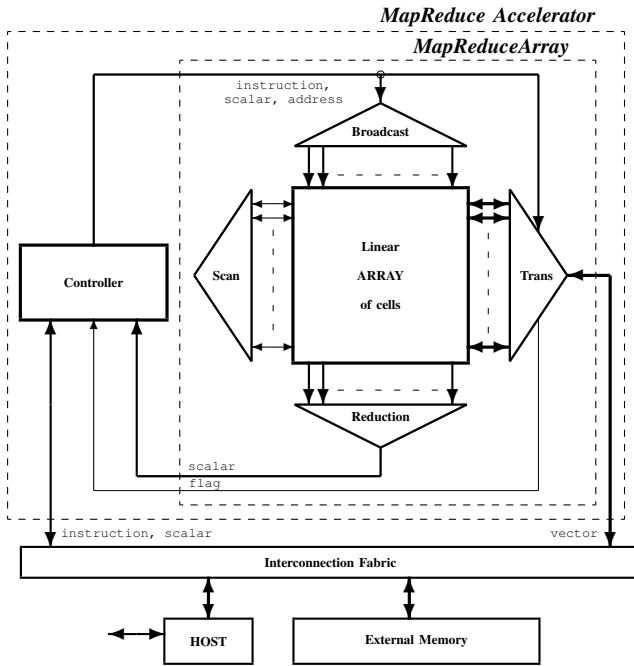 MapReduce Accelerator
MapReduceArray
instruction,
scalar, address
Broadcast
Linear
ARRAY
of cells
Controller
Scan
Trans
Reduction
scalar
flag
instruction, scalar
vector
Interconnection Fabric
HOST
External Memory